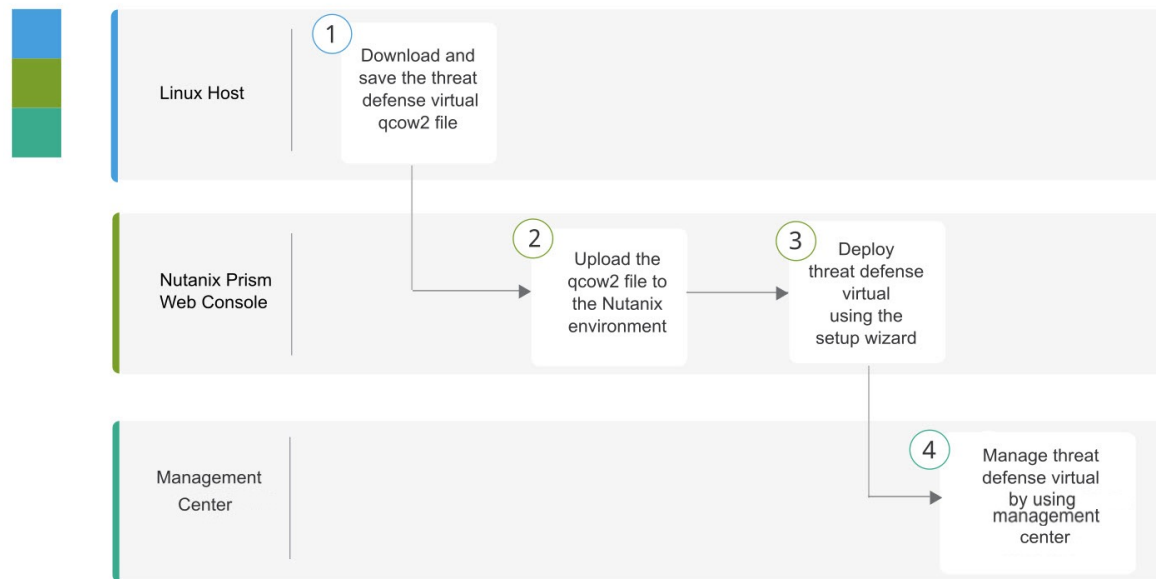 Linux Host
1
Download and
save the threat
defense virtual
qcow2 file
Nutanix Prism
Web Console
2
Upload the
qcow2 file to
the Nutanix
environment
3
Deploy
threat defense
virtual
using the
setup wizard
Management
Center
4
Manage threat
defense virtual
by using
management
center